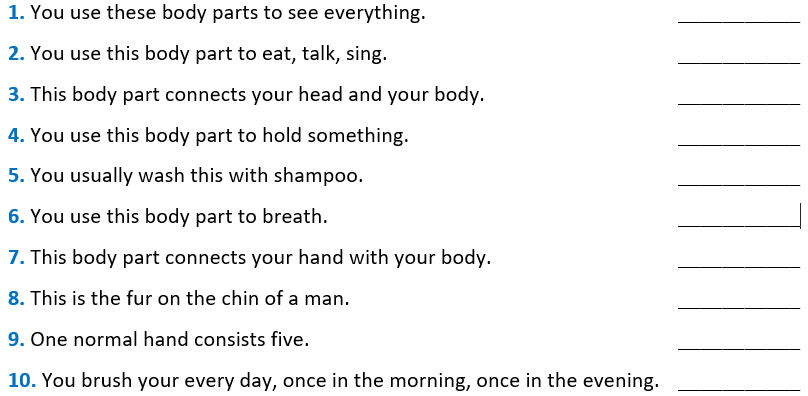 1. You use these body parts to see everything. ____________
2. You use this body part to eat, talk, sing. ____________
3. This body part connects your head and your body. ____________
4. You use this body part to hold something. ____________
5. You usually wash this with shampoo. ____________
6. You use this body part to breath. ____________
7. This body part connects your hand with your body. ____________
8. This is the fur on the chin of a man. ____________
9. One normal hand consists five. ____________
10. You brush your every day, once in the morning, once in the evening. ____________